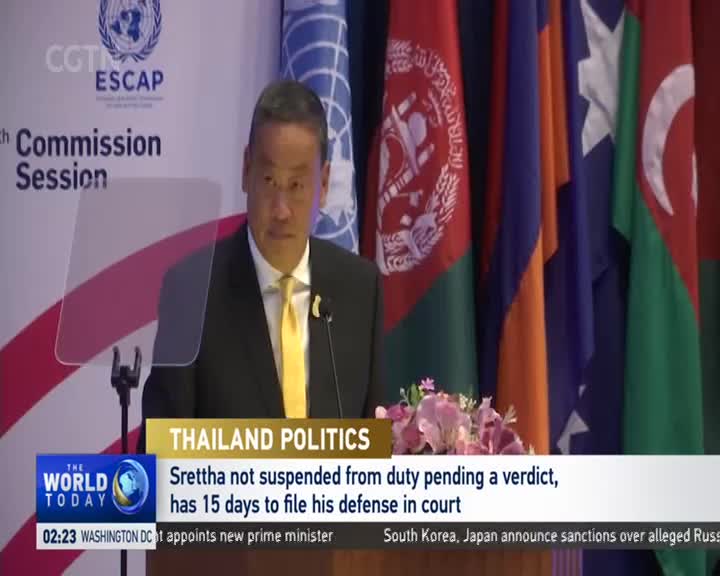 CGTN
ESCAP
th Commission
Session
THAILAND POLITICS
Srettha not suspended from duty pending a verdict,
has 15 days to file his defense in court
THE
WORLD
TODAY
02:23 WASHINGTON DC
t appoints new prime minister South Korea, Japan announce sanctions over alleged Russ